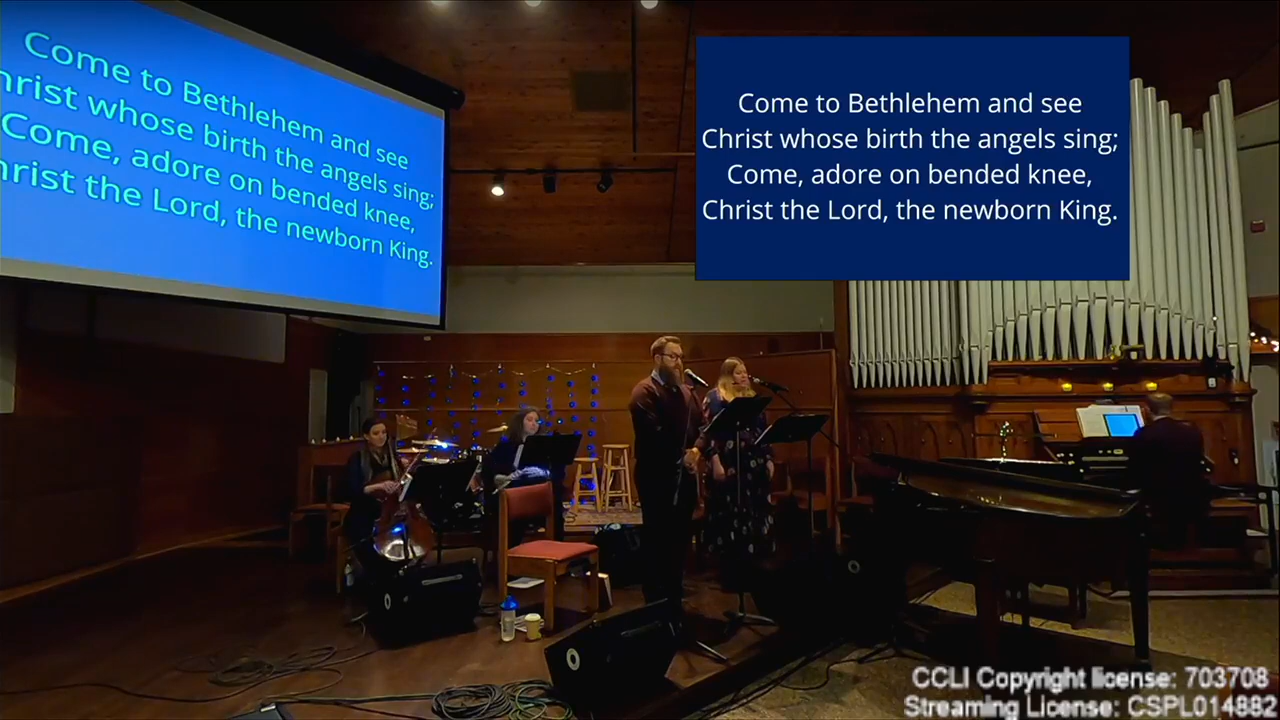 Come to Bethlehem and see
hrist whose birth the angels sing;
Come, adore on bended knee,
hrist the Lord, the newborn King.
Come to Bethlehem and see
Christ whose birth the angels sing;
Come, adore on bended knee,
Christ the Lord, the newborn King.
CCLI Copyright license: 703708
Streaming License: CSPL014882